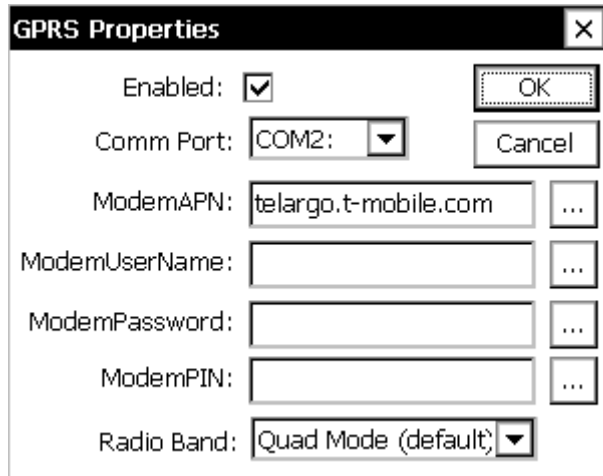 GPRS Properties
Enabled:
OK
Comm Port: COM2:
Cancel
ModemAPN: telargo.t-mobile.com ...
ModemUserName: ...
ModemPassword: ...
ModemPIN: ...
Radio Band: Quad Mode (default)